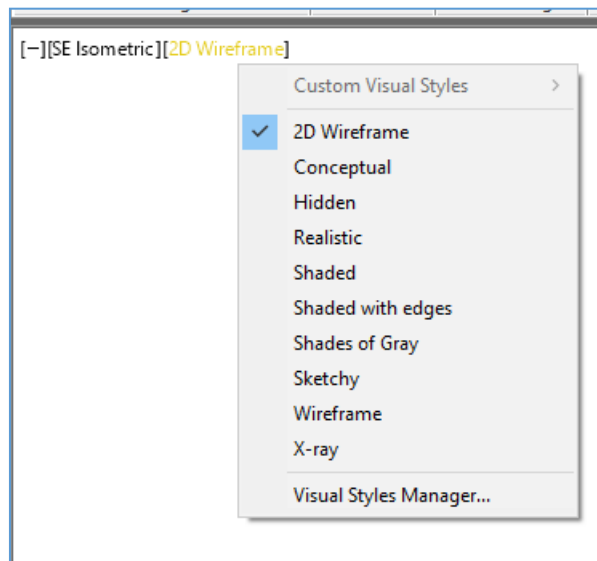 [−][SE Isometric][2D Wireframe]
Custom Visual Styles
2D Wireframe
Conceptual
Hidden
Realistic
Shaded
Shaded with edges
Shades of Gray
Sketchy
Wireframe
X-ray
Visual Styles Manager...